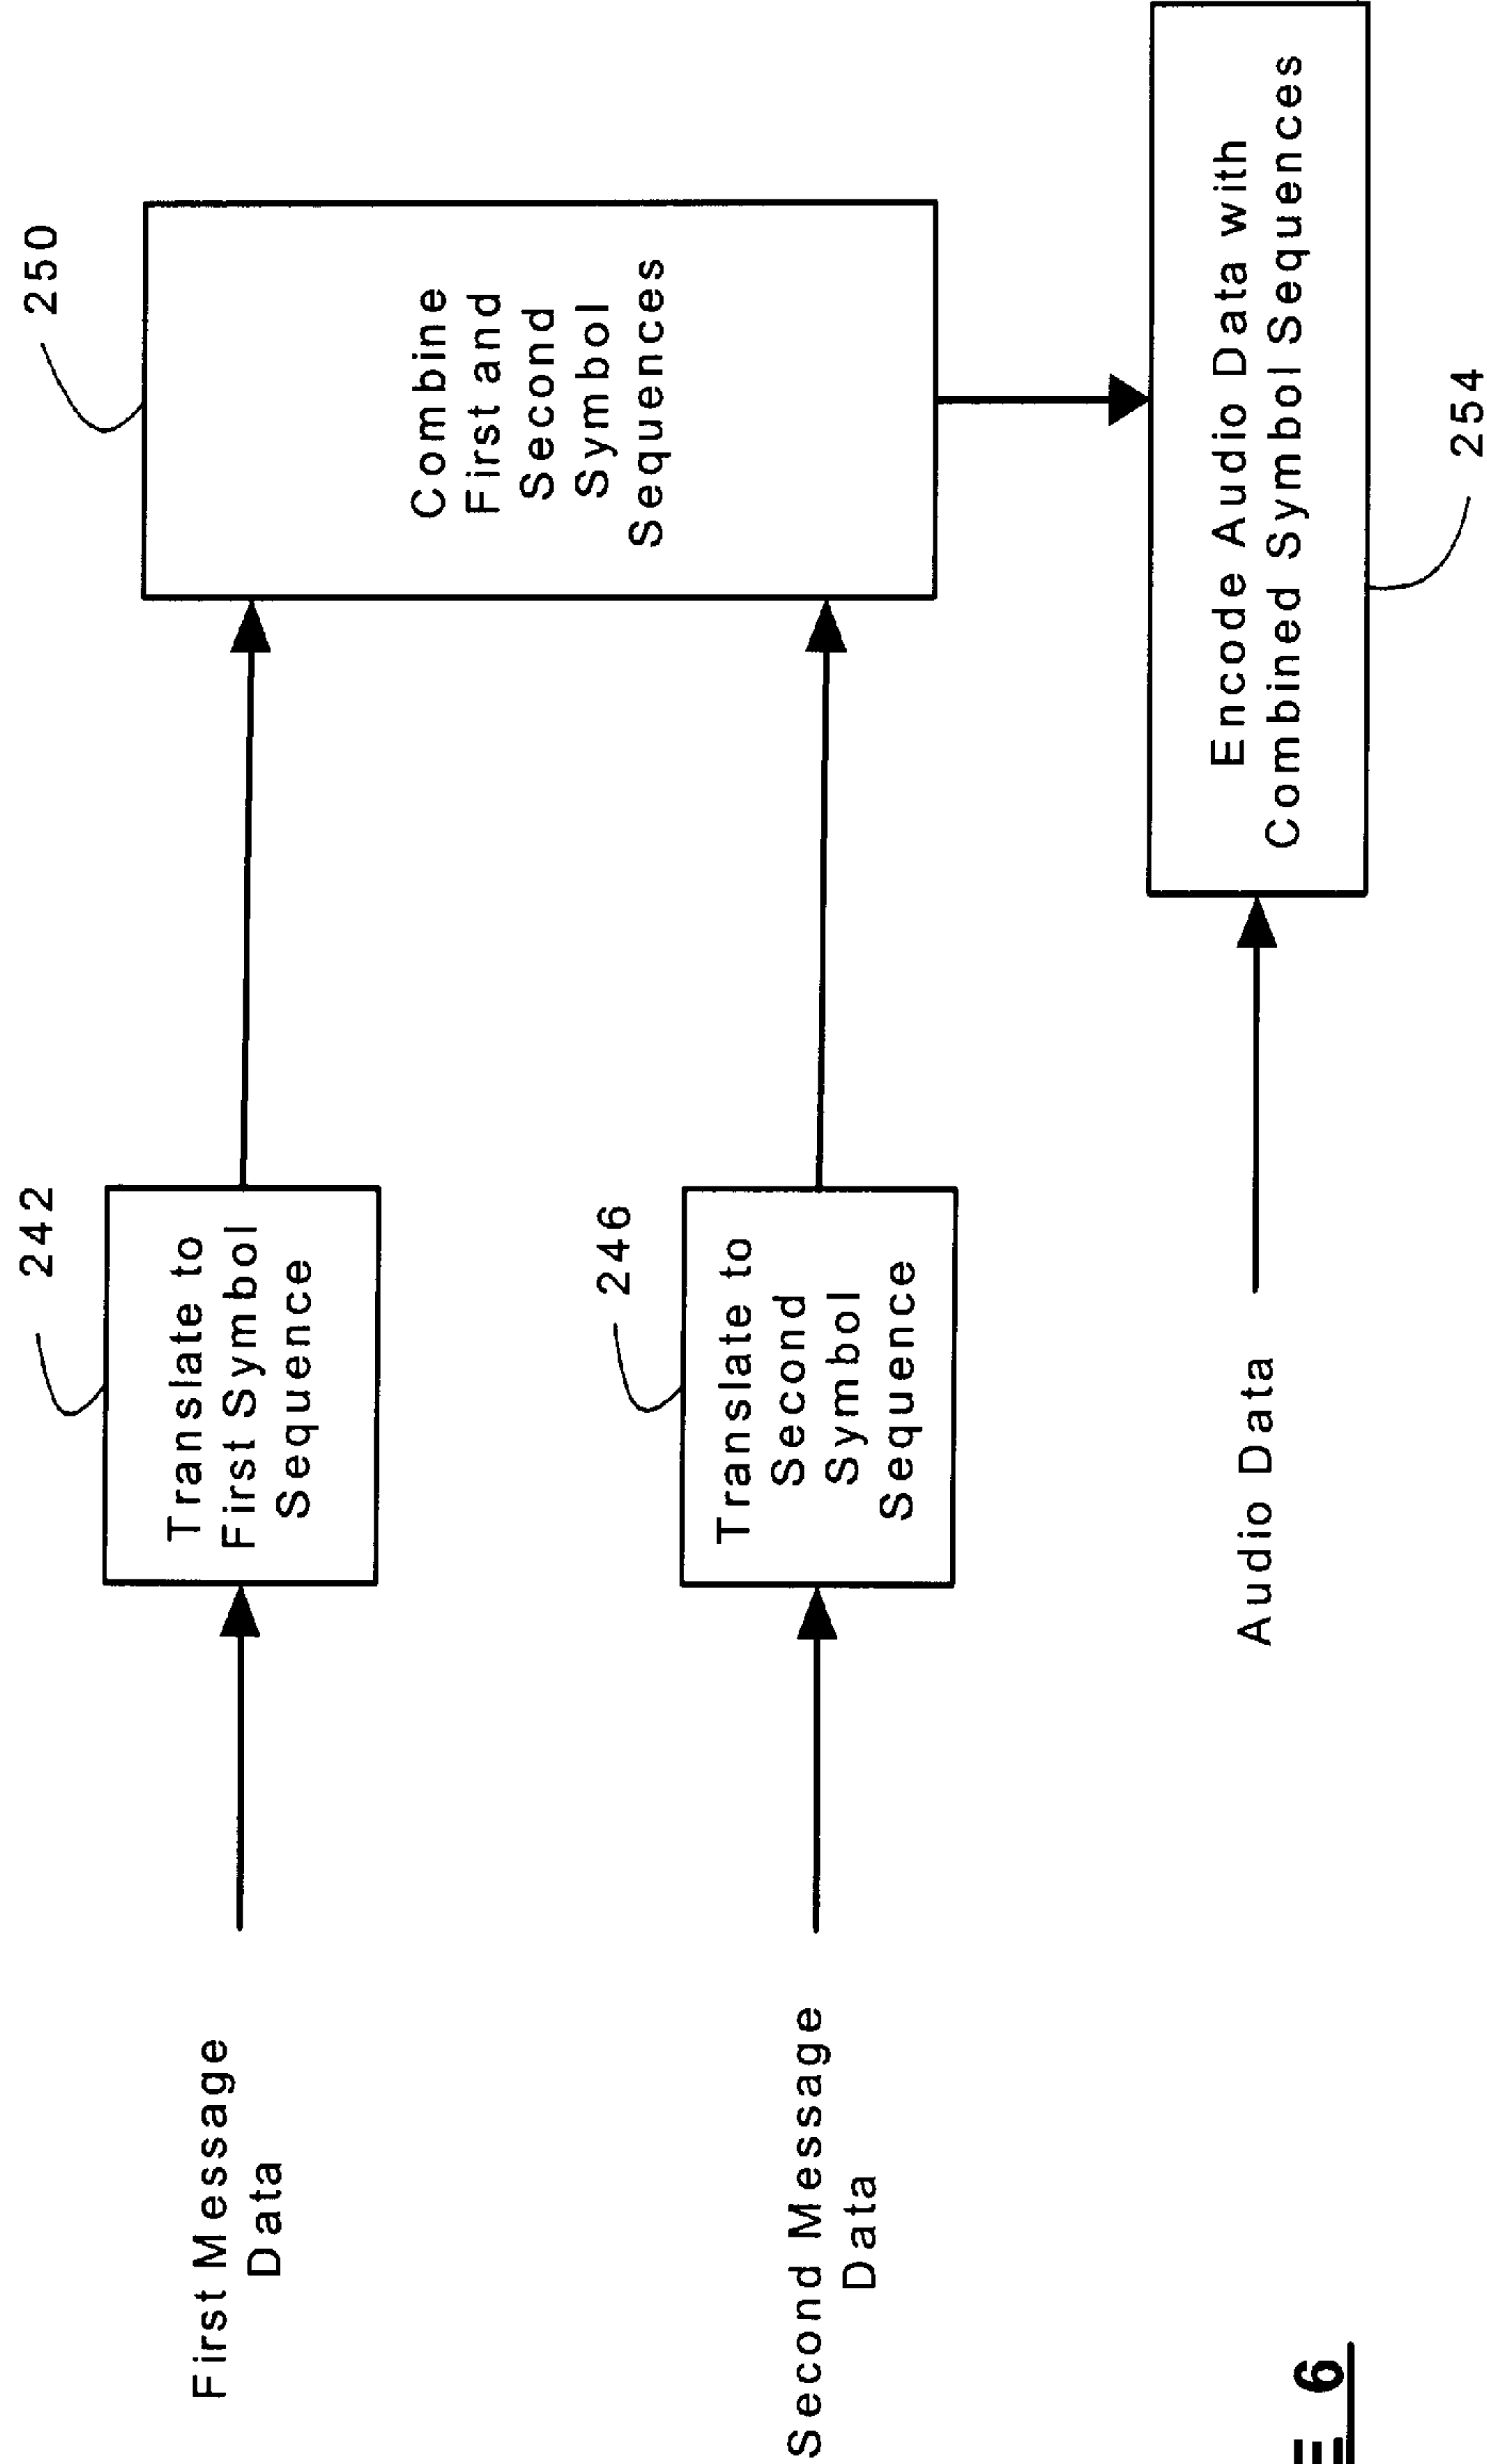 242
250
First Message
Data
Translate to
First Symbol
Sequence
Combine
First and
Second
Symbol
Sequences
246
Second Message
Data
Translate to
Second
Symbol
Sequence
Audio Data
Encode Audio Data with
Combined Symbol Sequences
254
E 6